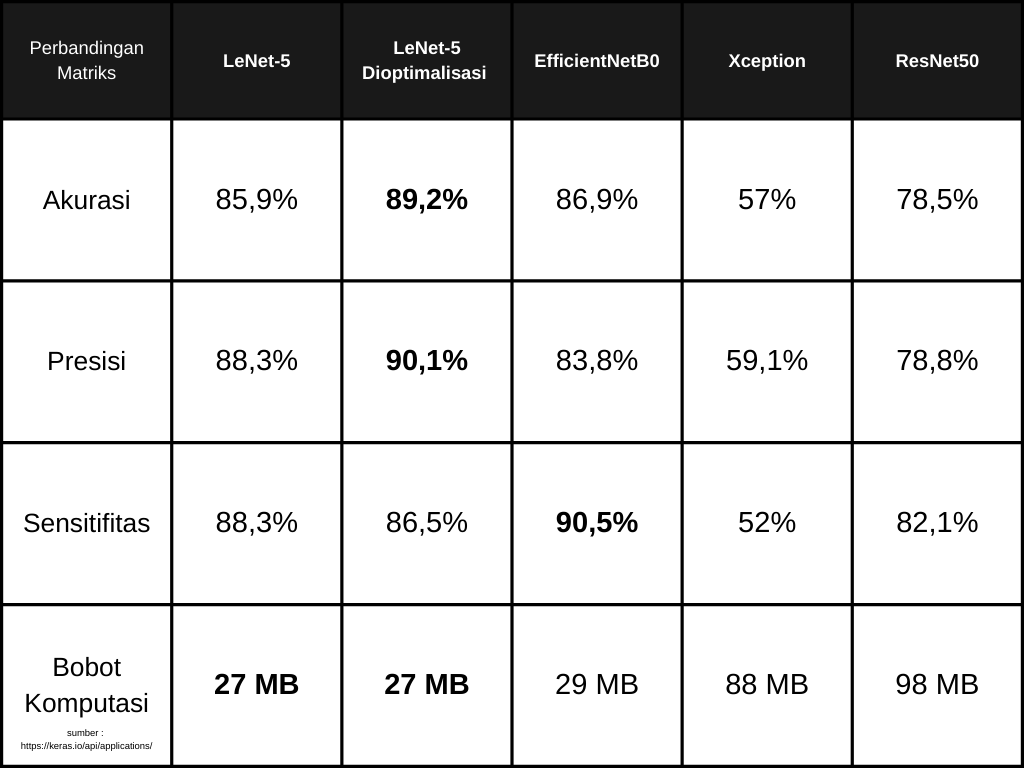 Perbandingan
Matriks
LeNet-5
LeNet-5
Dioptimalisasi
EfficientNetB0
Xception
ResNet50
Akurasi
85,9%
89,2%
86,9%
57%
78,5%
Presisi
88,3%
90,1%
83,8%
59,1%
78,8%
Sensitifitas
88,3%
86,5%
90,5%
52%
82,1%
Bobot
Komputasi
sumber :
https://keras.io/api/applications/
27 MB
27 MB
29 MB
88 MB
98 MB